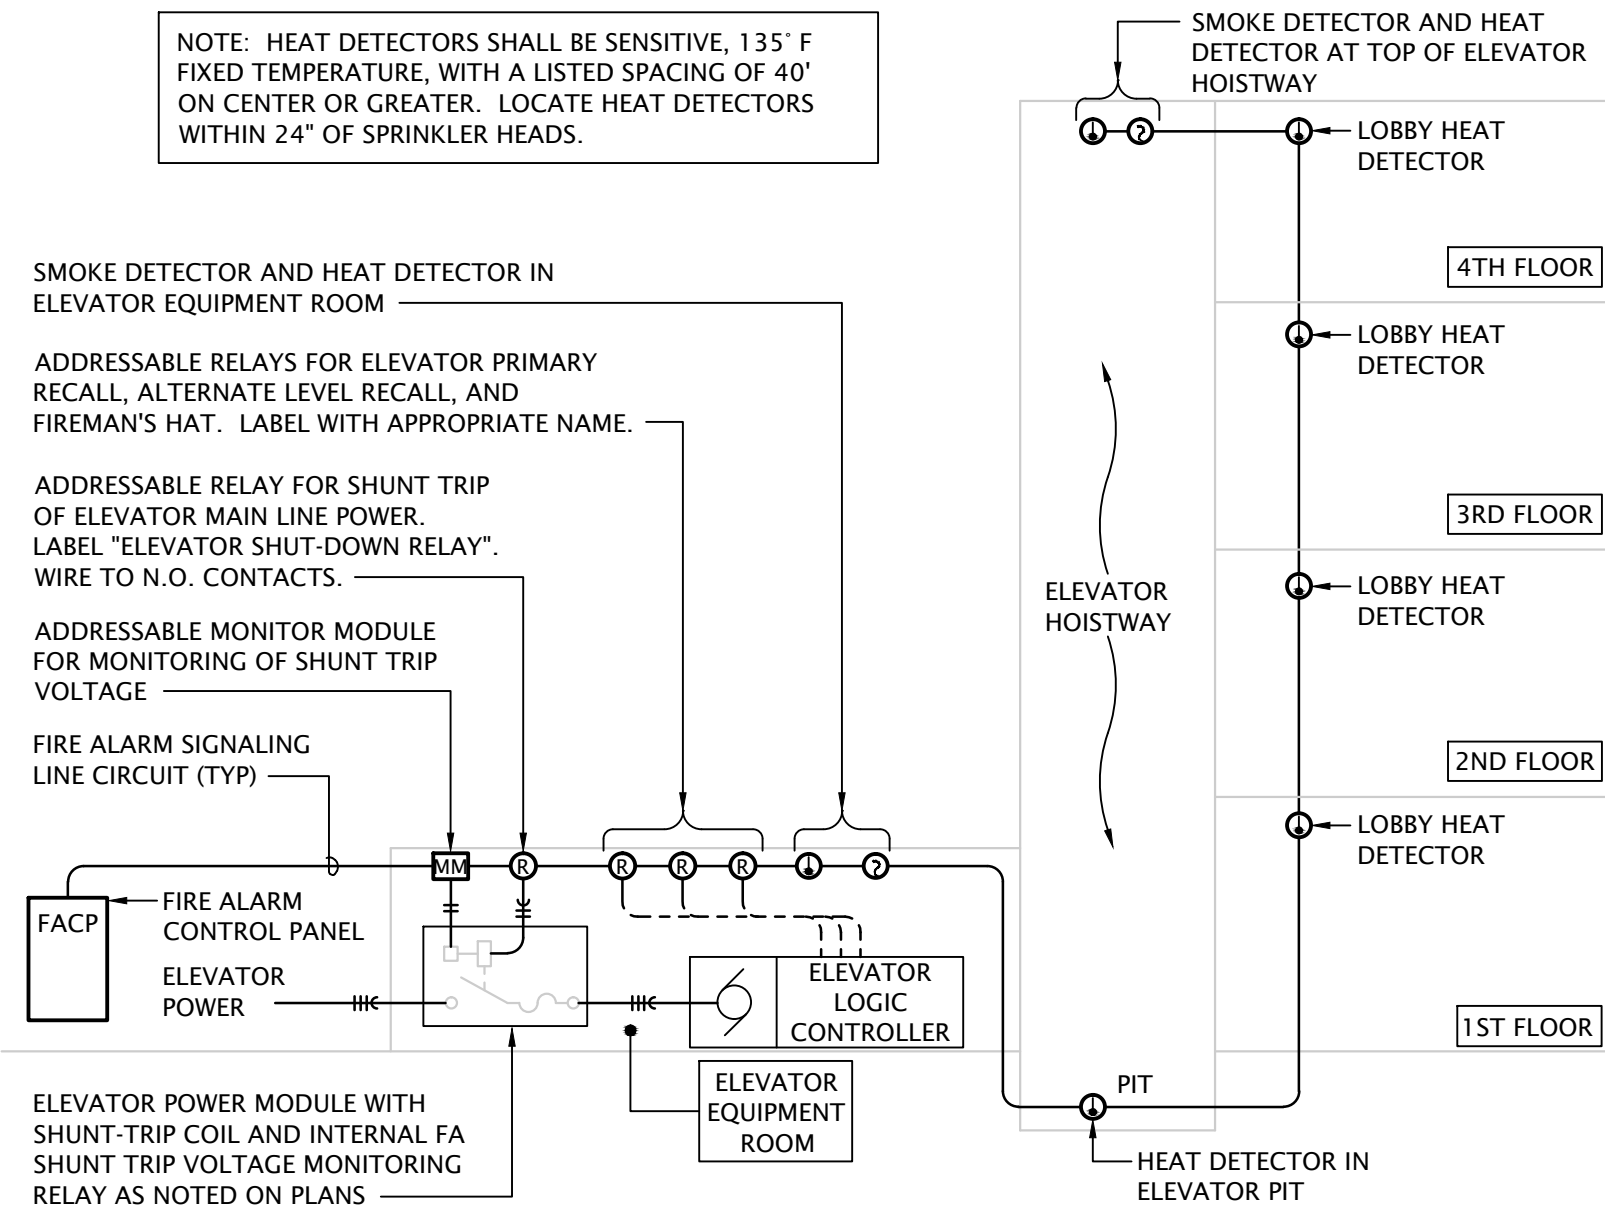 NOTE: HEAT DETECTORS SHALL BE SENSITIVE, 135° F
FIXED TEMPERATURE, WITH A LISTED SPACING OF 40'
ON CENTER OR GREATER. LOCATE HEAT DETECTORS
WITHIN 24" OF SPRINKLER HEADS.
SMOKE DETECTOR AND HEAT
DETECTOR AT TOP OF ELEVATOR
HOISTWAY
LOBBY HEAT
DETECTOR
4TH FLOOR
SMOKE DETECTOR AND HEAT DETECTOR IN
ELEVATOR EQUIPMENT ROOM
LOBBY HEAT
DETECTOR
ADDRESSABLE RELAYS FOR ELEVATOR PRIMARY
RECALL, ALTERNATE LEVEL RECALL, AND
FIREMAN'S HAT. LABEL WITH APPROPRIATE NAME.
3RD FLOOR
ADDRESSABLE RELAY FOR SHUNT TRIP
OF ELEVATOR MAIN LINE POWER.
LABEL "ELEVATOR SHUT-DOWN RELAY".
WIRE TO N.O. CONTACTS.
ELEVATOR
HOISTWAY
LOBBY HEAT
DETECTOR
ADDRESSABLE MONITOR MODULE
FOR MONITORING OF SHUNT TRIP
VOLTAGE
2ND FLOOR
FIRE ALARM SIGNALING
LINE CIRCUIT (TYP)
LOBBY HEAT
DETECTOR
MM
R
R
R
R
FACP
FIRE ALARM
CONTROL PANEL
ELEVATOR
POWER
ELEVATOR
LOGIC
CONTROLLER
1ST FLOOR
ELEVATOR
EQUIPMENT
ROOM
PIT
ELEVATOR POWER MODULE WITH
SHUNT-TRIP COIL AND INTERNAL FA
SHUNT TRIP VOLTAGE MONITORING
RELAY AS NOTED ON PLANS
HEAT DETECTOR IN
ELEVATOR PIT